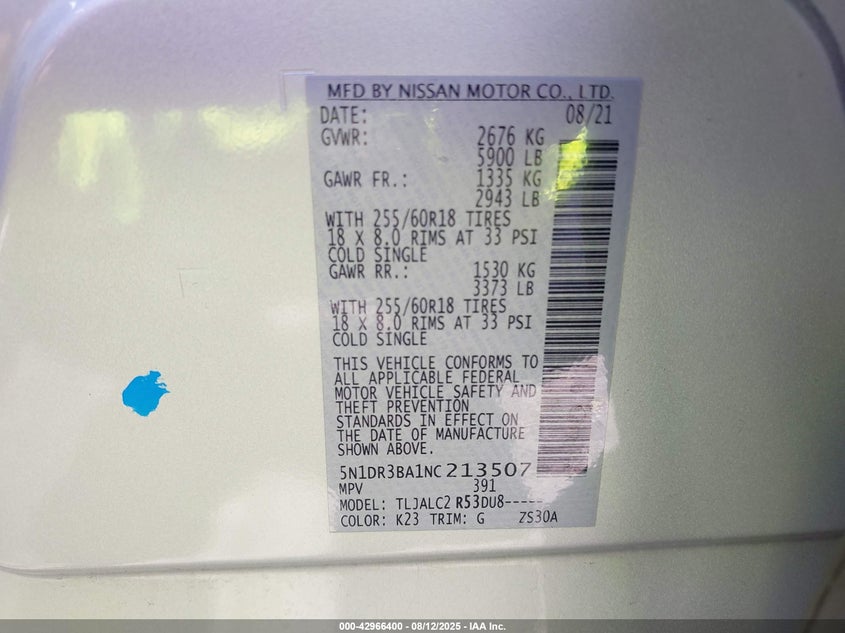 MFD BY NISSAN MOTOR CO., LTD.
DATE: 08/21
GVWR: 2676 KG
5900 LB
GAWR FR.: 1335 KG
2943 LB
WITH 255/60R18 TIRES
18 X 8.0 RIMS AT 33 PSI
COLD SINGLE
GAWR RR.: 1530 KG
3373 LB
WITH 255/60R18 TIRES
18 X 8.0 RIMS AT 33 PSI
COLD SINGLE
THIS VEHICLE CONFORMS TO
ALL APPLICABLE FEDERAL
MOTOR VEHICLE SAFETY AND
THEFT PREVENTION
STANDARDS IN EFFECT ON
THE DATE OF MANUFACTURE
SHOWN ABOVE.
5N1DR3BA1NC213507
MPV 391
MODEL: TLJALC2 R53DU8-----
COLOR: K23 TRIM: G ZS30A
000-42966400 - 08/12/2025 - IAA Inc.